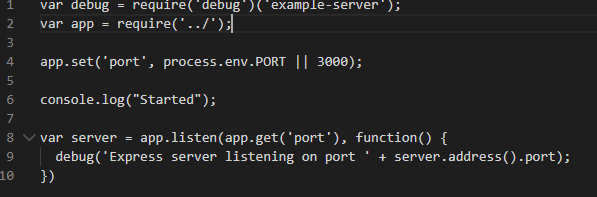 1 var debug = require('debug')('example-server');
2 var app = require('../');
3
4 app.set('port', process.env.PORT || 3000);
5
6 console.log("Started");
7
8 var server = app.listen(app.get('port'), function() {
9 debug('Express server listening on port ' + server.address().port);
10 })